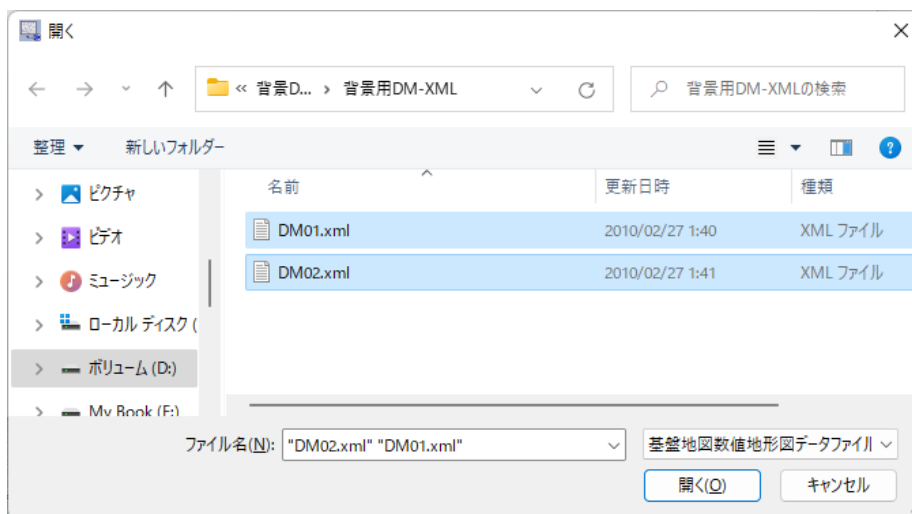 開く
« 背景D... › 背景用DM-XML
背景用DM-XMLの検索
整理 新しいフォルダー
名前 更新日時 種類
ピクチャ
ビデオ
ミュージック
ローカル ディスク (
ボリューム (D:)
My Book (F:)
DM01.xml 2010/02/27 1:40 XML ファイル
DM02.xml 2010/02/27 1:41 XML ファイル
ファイル名(N): "DM02.xml" "DM01.xml" 基盤地図数値地形図データファイル
開く(O) キャンセル